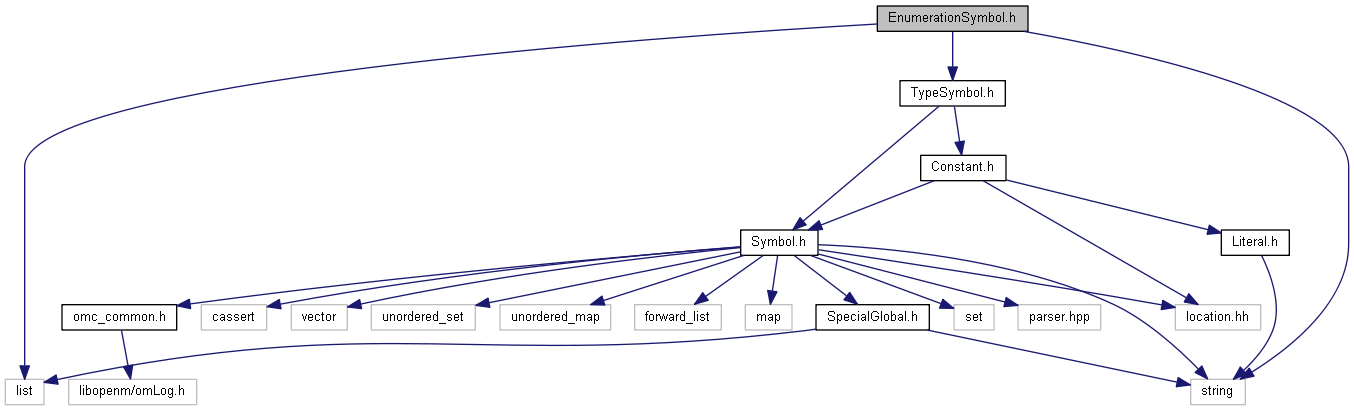 EnumerationSymbol.h
TypeSymbol.h
Constant.h
Symbol.h
Literal.h
omc_common.h
cassert
vector
unordered_set
unordered_map
forward_list
map
SpecialGlobal.h
set
parser.hpp
location.hh
list
libopenm/omLog.h
string